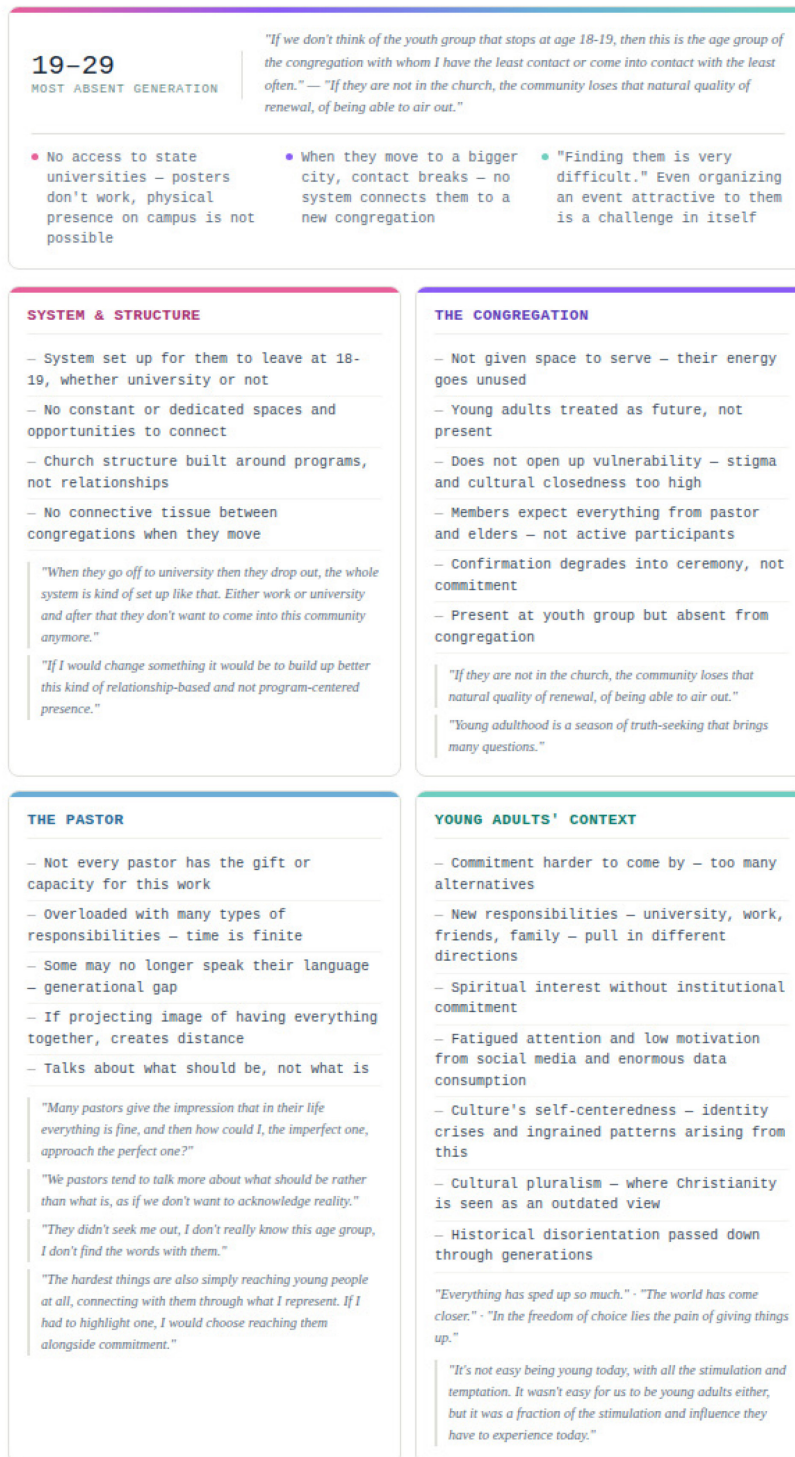 19–29
MOST ABSENT GENERATION
"If we don't think of the youth group that stops at age 18-19, then this is the age group of
the congregation with whom I have the least contact or come into contact with the least
often." — "If they are not in the church, the community loses that natural quality of
renewal, of being able to air out."
No access to state
universities — posters
don't work, physical
presence on campus is not
possible
When they move to a bigger
city, contact breaks — no
system connects them to a
new congregation
"Finding them is very
difficult." Even organizing
an event attractive to them
is a challenge in itself
SYSTEM & STRUCTURE
— System set up for them to leave at 18-
19, whether university or not
— No constant or dedicated spaces and
opportunities to connect
— Church structure built around programs,
not relationships
— No connective tissue between
congregations when they move
"When they go off to university then they drop out, the whole
system is kind of set up like that. Either work or university
and after that they don't want to come into this community
anymore."
"If I would change something it would be to build up better
this kind of relationship-based and not program-centered
presence."
THE CONGREGATION
— Not given space to serve — their energy
goes unused
— Young adults treated as future, not
present
— Does not open up vulnerability — stigma
and cultural closedness too high
— Members expect everything from pastor
and elders — not active participants
— Confirmation degrades into ceremony, not
commitment
— Present at youth group but absent from
congregation
"If they are not in the church, the community loses that
natural quality of renewal, of being able to air out."
"Young adulthood is a season of truth-seeking that brings
many questions."
THE PASTOR
— Not every pastor has the gift or
capacity for this work
— Overloaded with many types of
responsibilities — time is finite
— Some may no longer speak their language
— generational gap
— If projecting image of having everything
together, creates distance
— Talks about what should be, not what is
"Many pastors give the impression that in their life
everything is fine, and then how could I, the imperfect one,
approach the perfect one?"
"We pastors tend to talk more about what should be rather
than what is, as if we don't want to acknowledge reality."
"They didn't seek me out, I don't really know this age group,
I don't find the words with them."
"The hardest things are also simply reaching young people
at all, connecting with them through what I represent. If I
had to highlight one, I would choose reaching them
alongside commitment."
YOUNG ADULTS' CONTEXT
— Commitment harder to come by — too many
alternatives
— New responsibilities — university, work,
friends, family — pull in different
directions
— Spiritual interest without institutional
commitment
— Fatigued attention and low motivation
from social media and enormous data
consumption
— Culture's self-centeredness — identity
crises and ingrained patterns arising from
this
— Cultural pluralism — where Christianity
is seen as an outdated view
— Historical disorientation passed down
through generations
"Everything has sped up so much." · "The world has come
closer." · "In the freedom of choice lies the pain of giving things
up."
"It's not easy being young today, with all the stimulation and
temptation. It wasn't easy for us to be young adults either,
but it was a fraction of the stimulation and influence they
have to experience today."